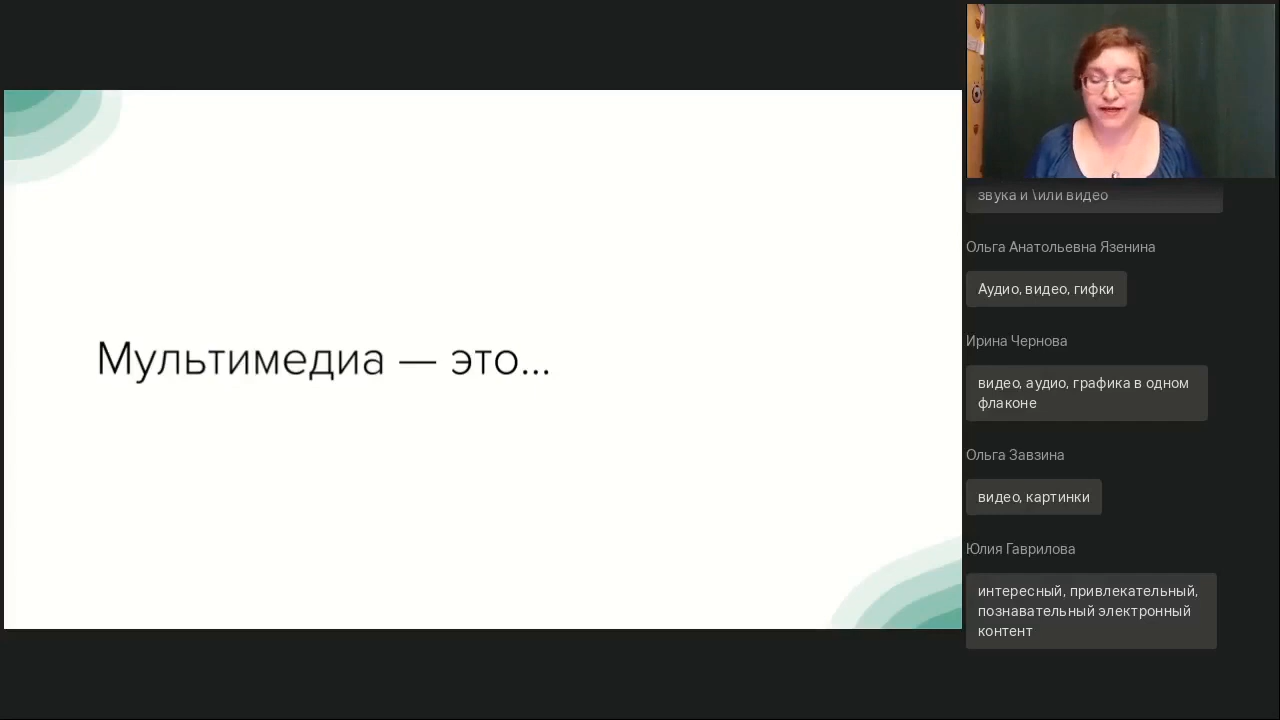 Мультимедиа — это...
звука и \или видео
Ольга Анатольевна Язенина
Аудио, видео, гифки
Ирина Чернова
видео, аудио, графика в одном
флаконе
Ольга Завзина
видео, картинки
Юлия Гаврилова
интересный, привлекательный,
познавательный электронный
контент